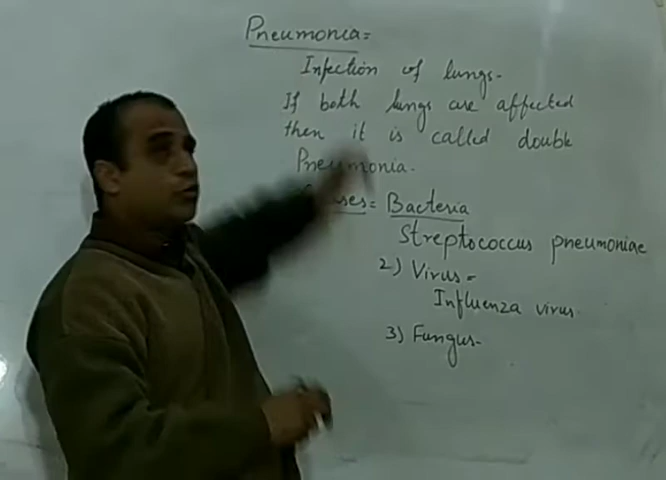 Pneumonia=
Infection of lungs.
If both lungs are affected
then it is called double
Pneumonia.
= Bacteria
Streptococcus pneumoniae
2) Virus=
Influenza virus.
3) Fungus.